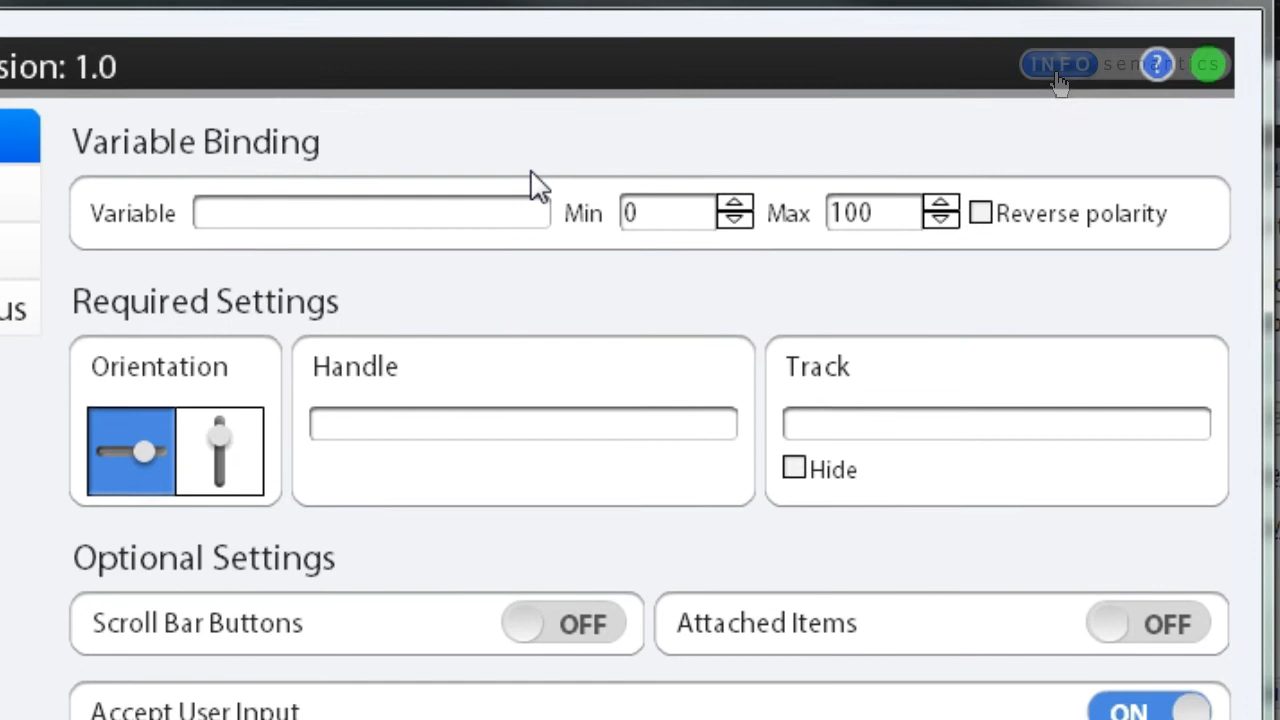 sion: 1.0
INFO semantics
?
Variable Binding
Variable
Min 0
Max 100
Reverse polarity
us
Required Settings
Orientation
Handle
Track
Hide
Optional Settings
Scroll Bar Buttons OFF
Attached Items OFF
Accept User Input ON